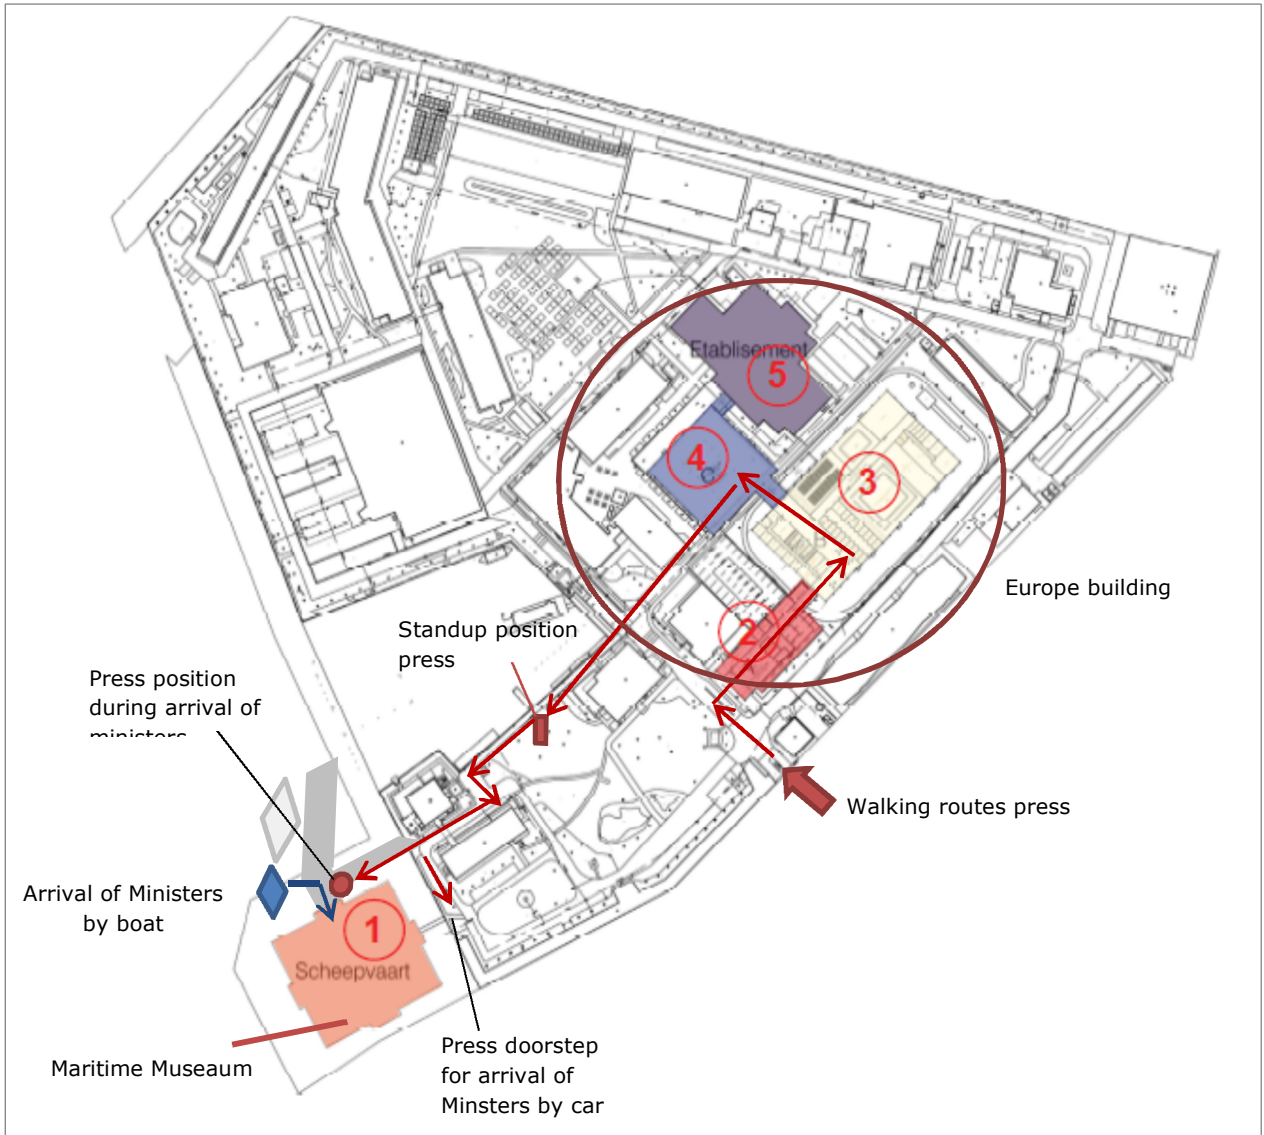 Etablisement
5
4
C
3
Europe building
2
Standup position
press
Press position
during arrival of
ministers
Walking routes press
Arrival of Ministers
by boat
1
Scheepvaart
Press doorstep
for arrival of
Minsters by car
Maritime Museaum